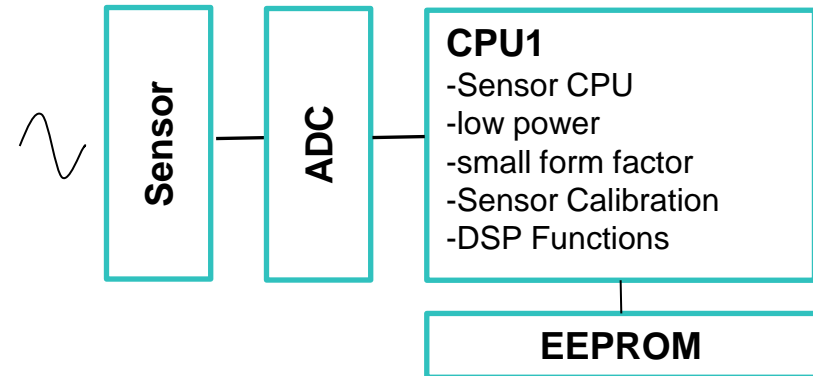 Sensor
ADC
CPU1
-Sensor CPU
-low power
-small form factor
-Sensor Calibration
-DSP Functions
EEPROM